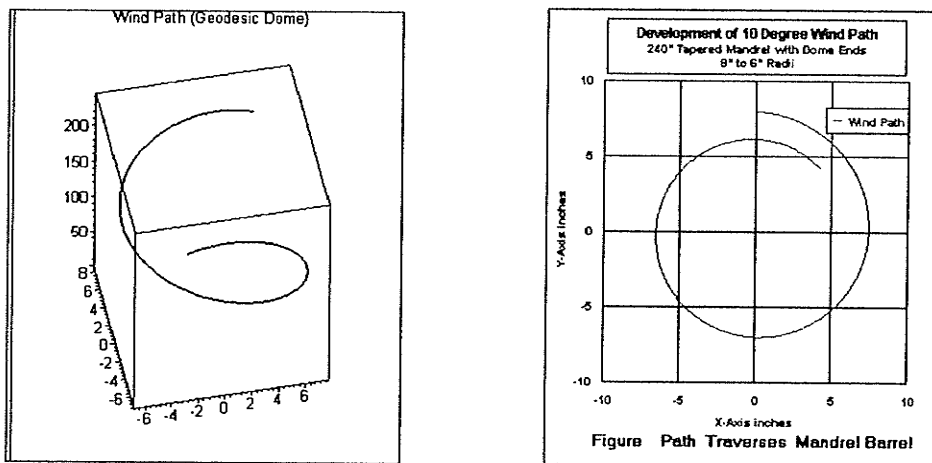 Wind Path (Geodesic Dome)
200
150
100
50
8
6
4
2
0
-2
-4
-6
-6 -4 -2 0 2 4 6
Development of 10 Degree Wind Path
240" Tapered Mandrel with Dome Ends
8" to 6" Radii
10
5
0
-5
-10
Y-Axis inches
Wind Path
-10 -5 0 5 10
X-Axis inches
Figure Path Traverses Mandrel Barrel